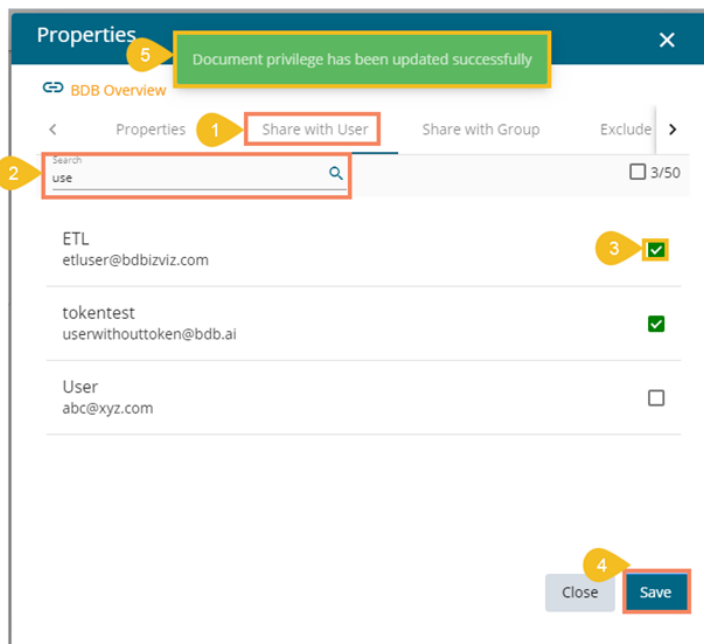 Properties
5
Document privilege has been updated successfully
BDB Overview
Properties
1
Share with User
Share with Group
Exclude
2
Search
use
3/50
ETL
etluser@bdbizviz.com
3
tokentest
userwithouttoken@bdb.ai
User
abc@xyz.com
4
Close
Save